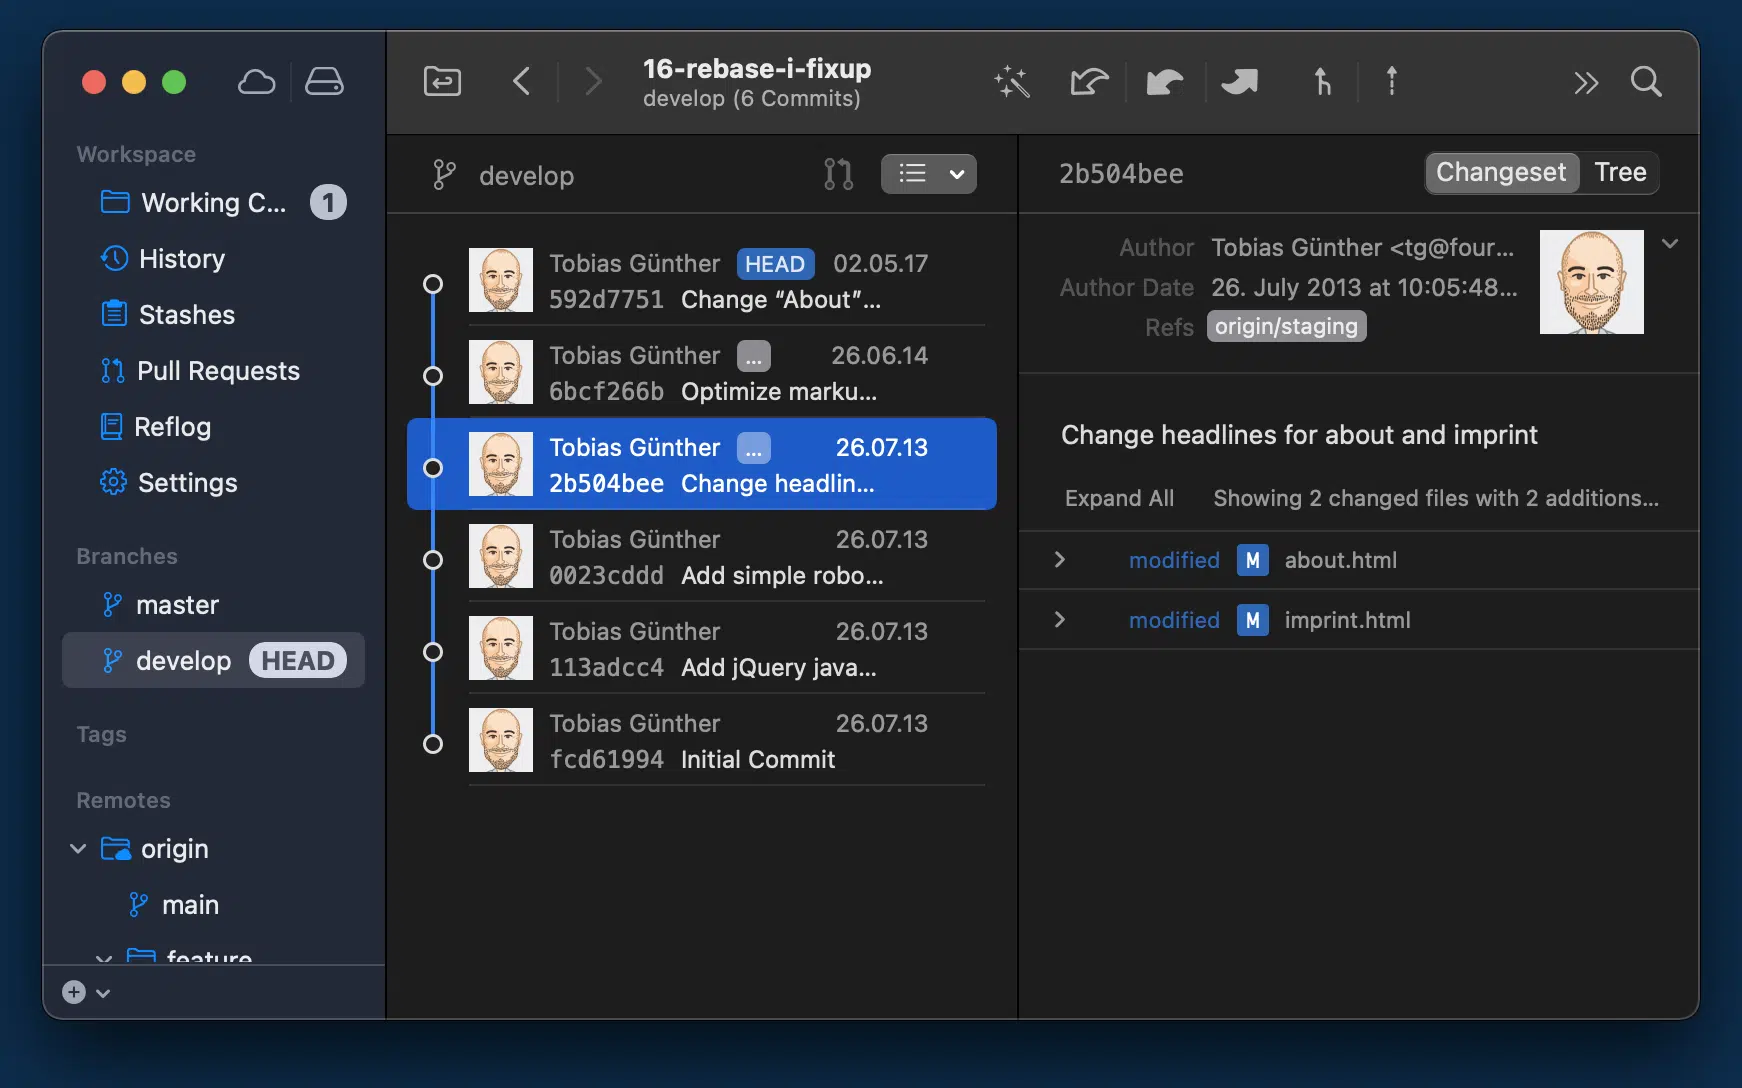 16-rebase-i-fixup
develop (6 Commits)
Workspace
Working C... 1
History
Stashes
Pull Requests
Reflog
Settings
Branches
master
develop HEAD
Tags
Remotes
origin
main
feature
develop
Tobias Günther HEAD 02.05.17
592d7751 Change “About”...
Tobias Günther ... 26.06.14
6bcf266b Optimize marku...
Tobias Günther ... 26.07.13
2b504bee Change headlin...
Tobias Günther 26.07.13
0023cddd Add simple robo...
Tobias Günther 26.07.13
113adcc4 Add jQuery java...
Tobias Günther 26.07.13
fcd61994 Initial Commit
2b504bee Changeset Tree
Author Tobias Günther <tg@four...
Author Date 26. July 2013 at 10:05:48...
Refs origin/staging
Change headlines for about and imprint
Expand All Showing 2 changed files with 2 additions...
modified M about.html
modified M imprint.html